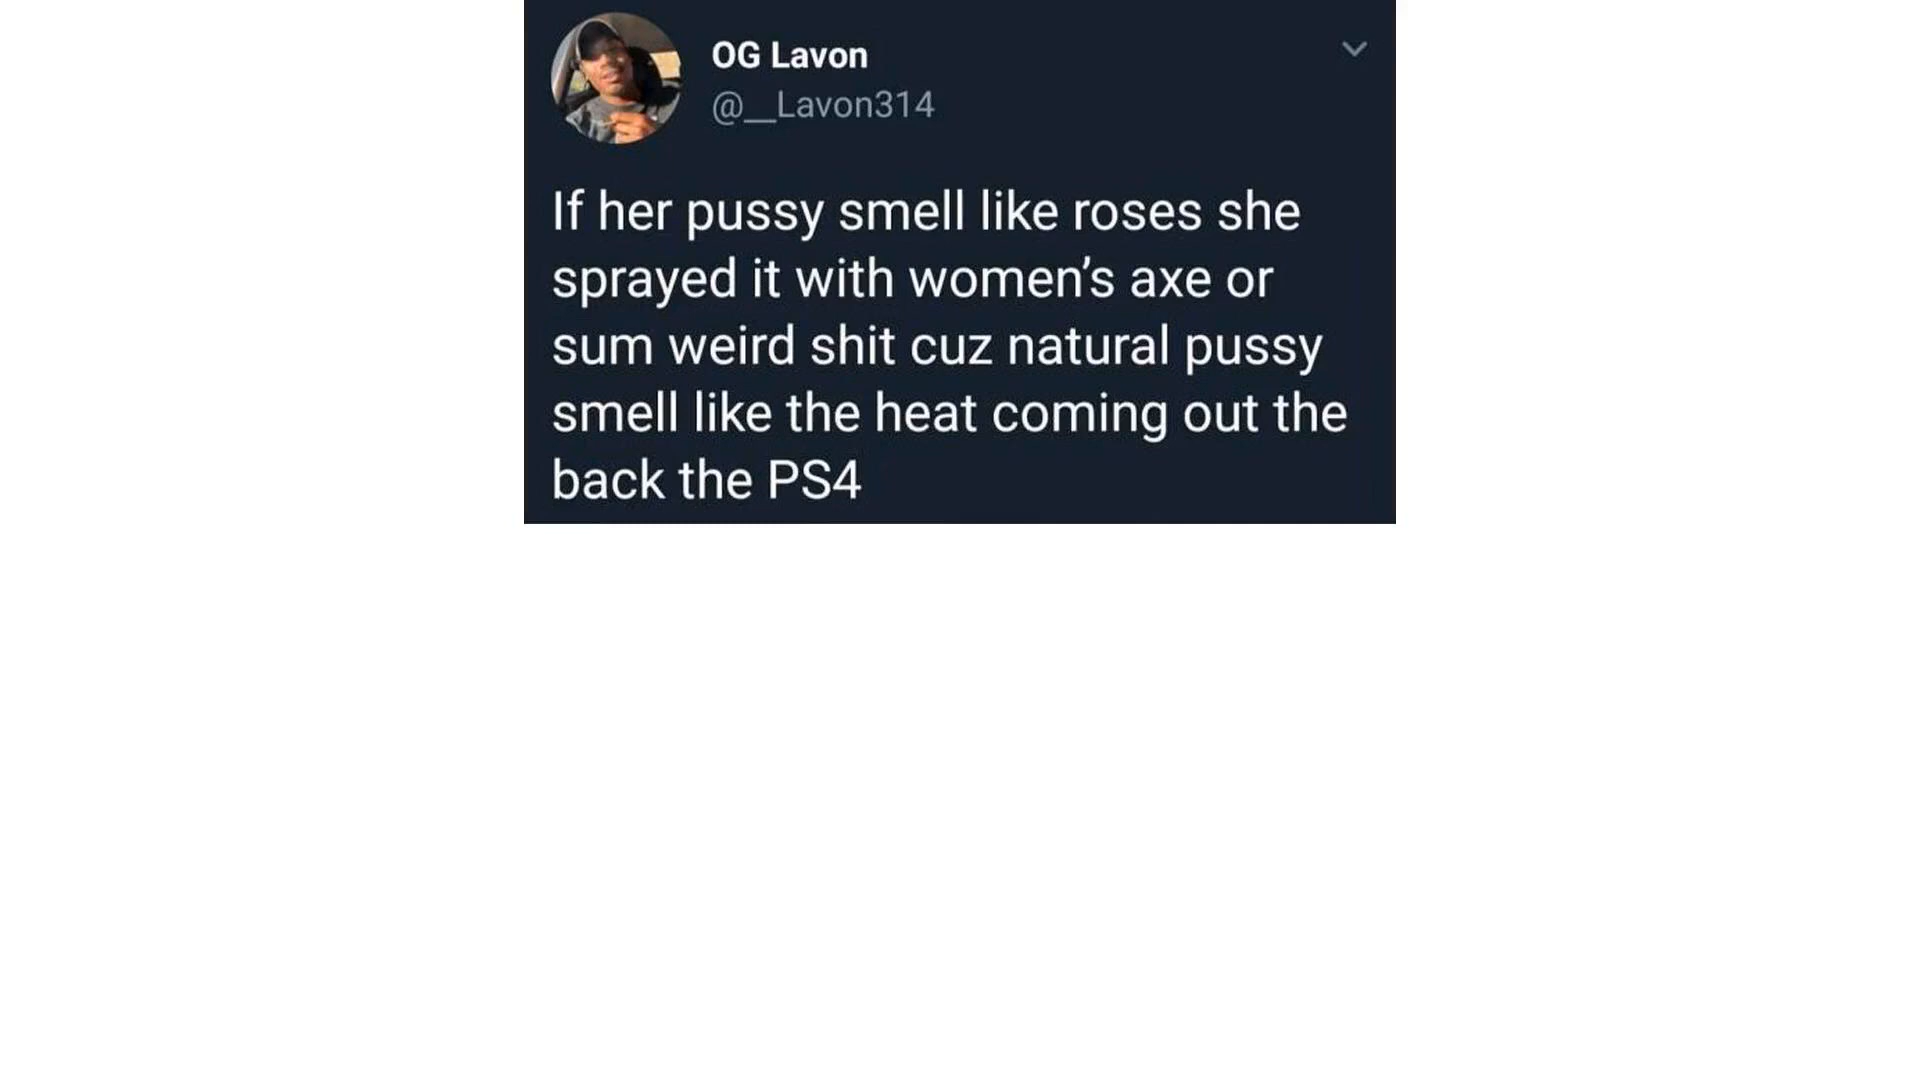 OG Lavon
@__Lavon314
If her pussy smell like roses she
sprayed it with women’s axe or
sum weird shit cuz natural pussy
smell like the heat coming out the
back the PS4